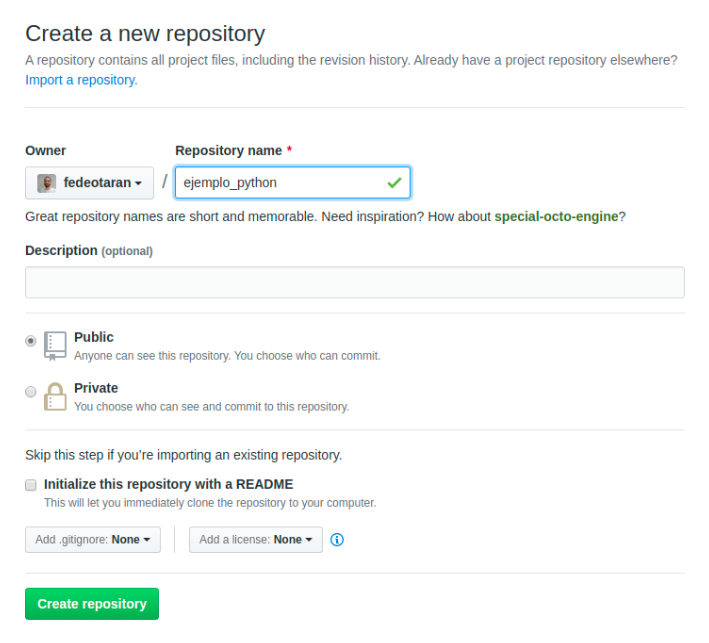 Create a new repository
A repository contains all project files, including the revision history. Already have a project repository elsewhere?
Import a repository.
Owner
Repository name *
fedeotaran
/
ejemplo_python
Great repository names are short and memorable. Need inspiration? How about special-octo-engine?
Description (optional)
Public
Anyone can see this repository. You choose who can commit.
Private
You choose who can see and commit to this repository.
Skip this step if you’re importing an existing repository.
Initialize this repository with a README
This will let you immediately clone the repository to your computer.
Add .gitignore: None
Add a license: None
Create repository